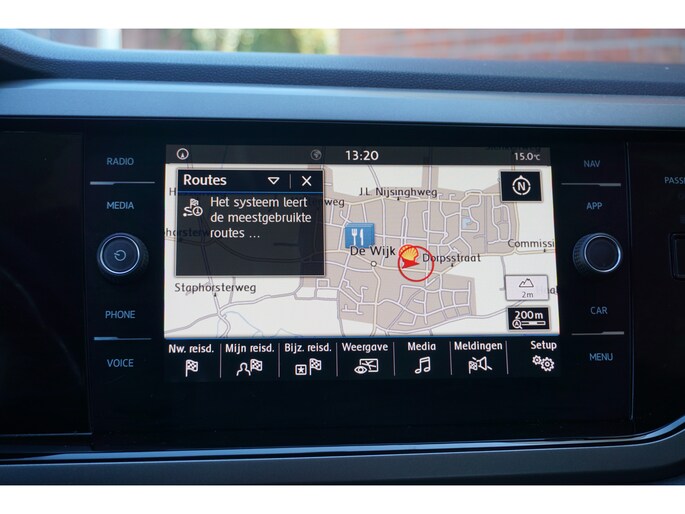 RADIO
MEDIA
PHONE
VOICE
13:20
15.0°C
Routes
Het systeem leert
de meestgebruikte
routes ...
J.L Nijsinghweg
De Wijk
Dorpsstraat
Commissi
Staphorsterweg
N
2m
200m
Nw. reisd.
Mijn reisd.
Bijz. reisd.
Weergave
Media
Meldingen
Setup
NAV
APP
CAR
MENU